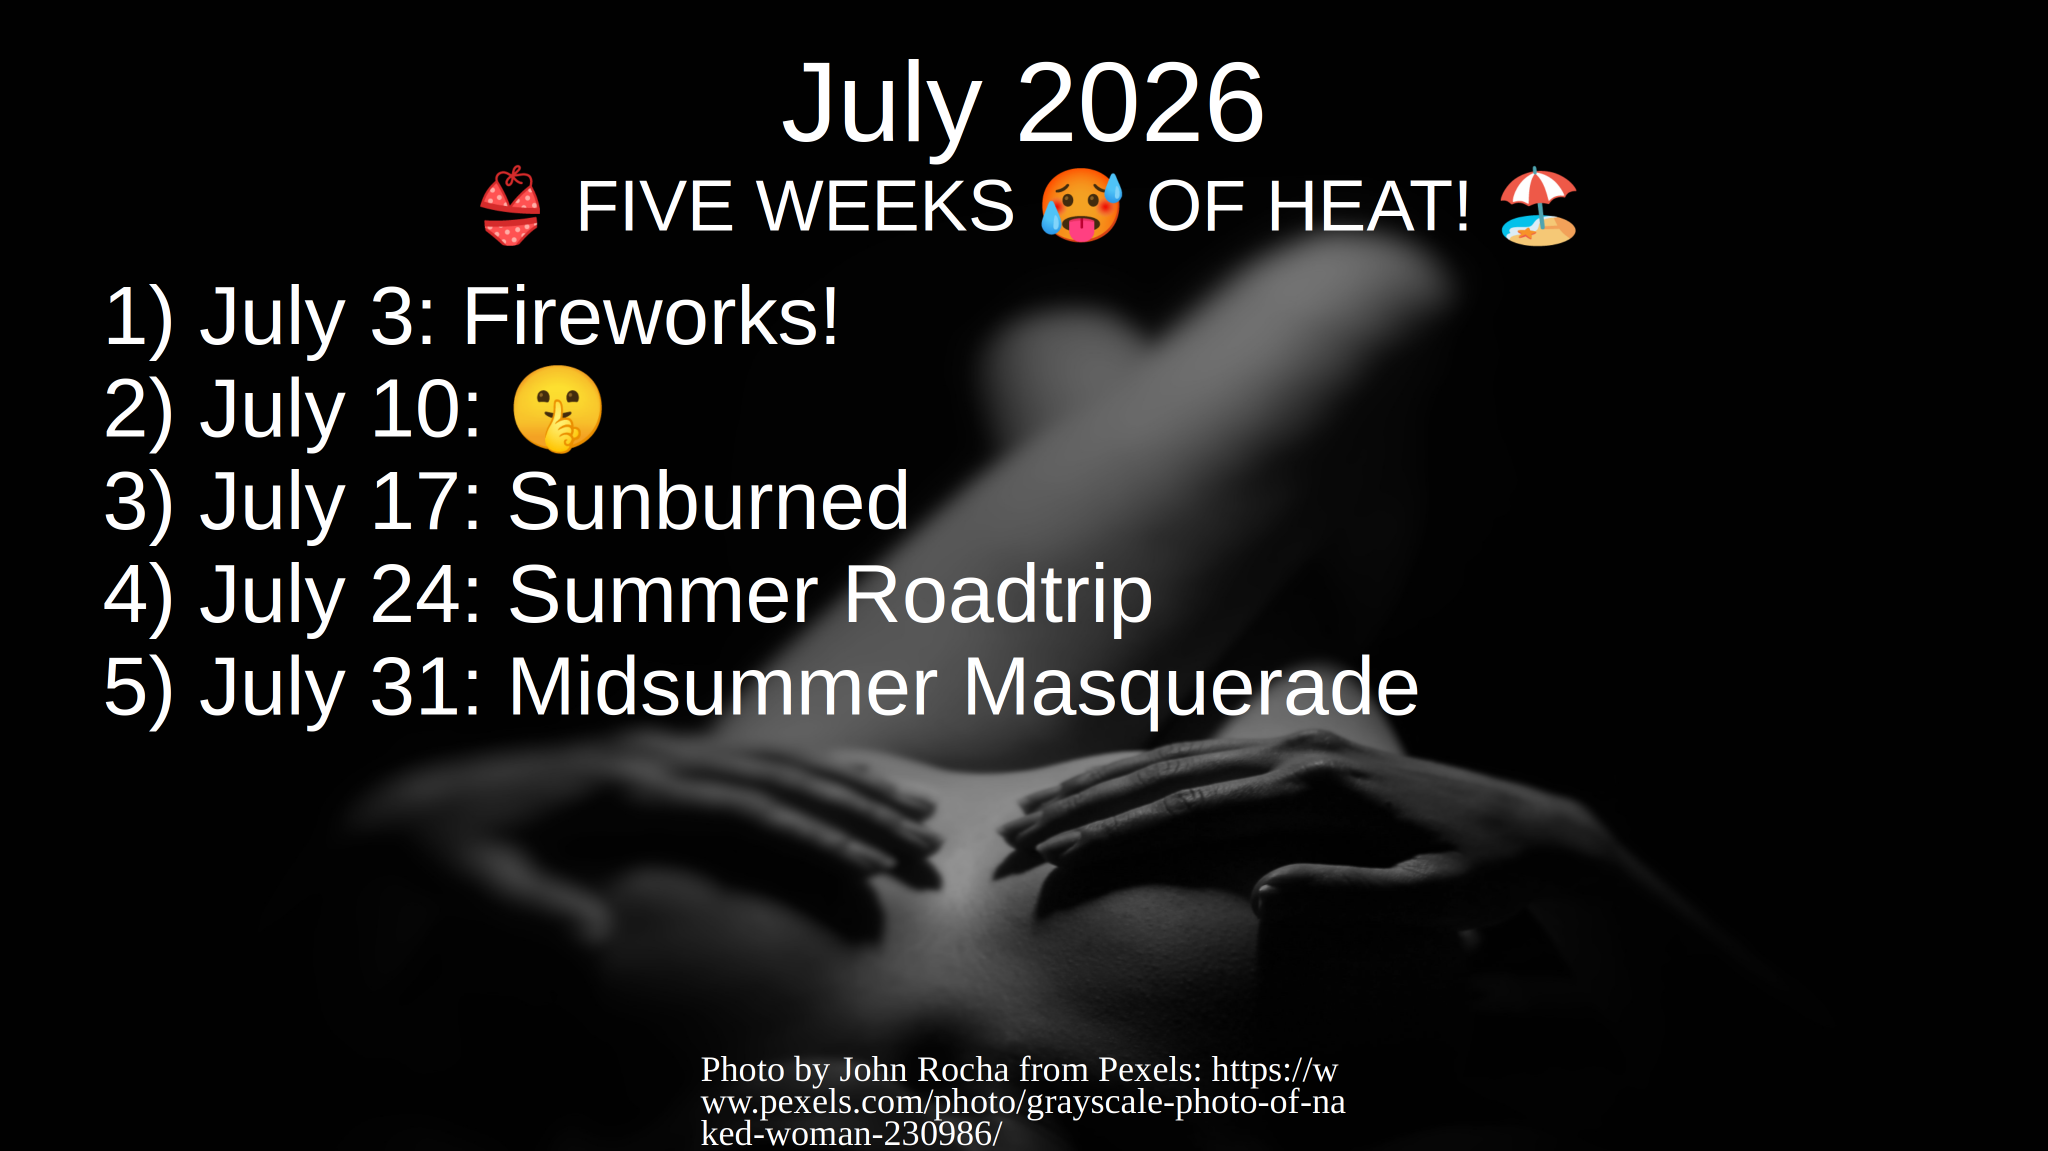 July 2026
👙 FIVE WEEKS 🥵 OF HEAT! 🏖️
1) July 3: Fireworks!
2) July 10: 🤫
3) July 17: Sunburned
4) July 24: Summer Roadtrip
5) July 31: Midsummer Masquerade
Photo by John Rocha from Pexels: https://w
ww.pexels.com/photo/grayscale-photo-of-na
ked-woman-230986/